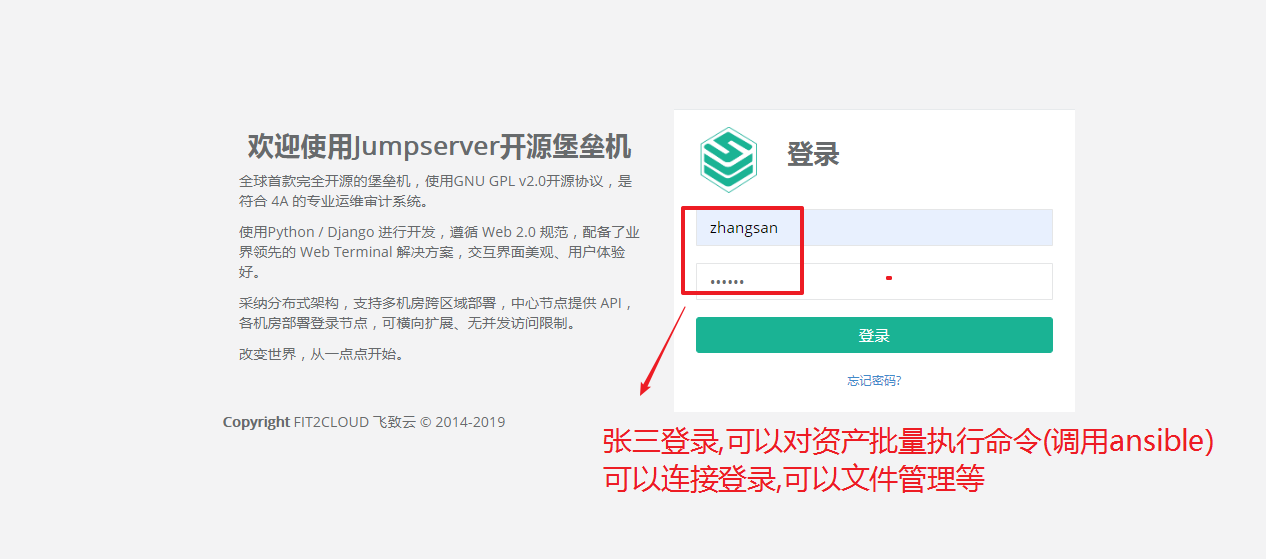 欢迎使用Jumpserver开源堡垒机
全球首款完全开源的堡垒机，使用GNU GPL v2.0开源协议，是
符合 4A 的专业运维审计系统。
使用Python / Django 进行开发，遵循 Web 2.0 规范，配备了业
界领先的 Web Terminal 解决方案，交互界面美观、用户体验
好。
采纳分布式架构，支持多机房跨区域部署，中心节点提供 API，
各机房部署登录节点，可横向扩展、无并发访问限制。
改变世界，从一点点开始。
登录
zhangsan
••••••
登录
忘记密码?
Copyright FIT2CLOUD 飞致云 © 2014-2019
张三登录,可以对资产批量执行命令(调用ansible)
可以连接登录,可以文件管理等